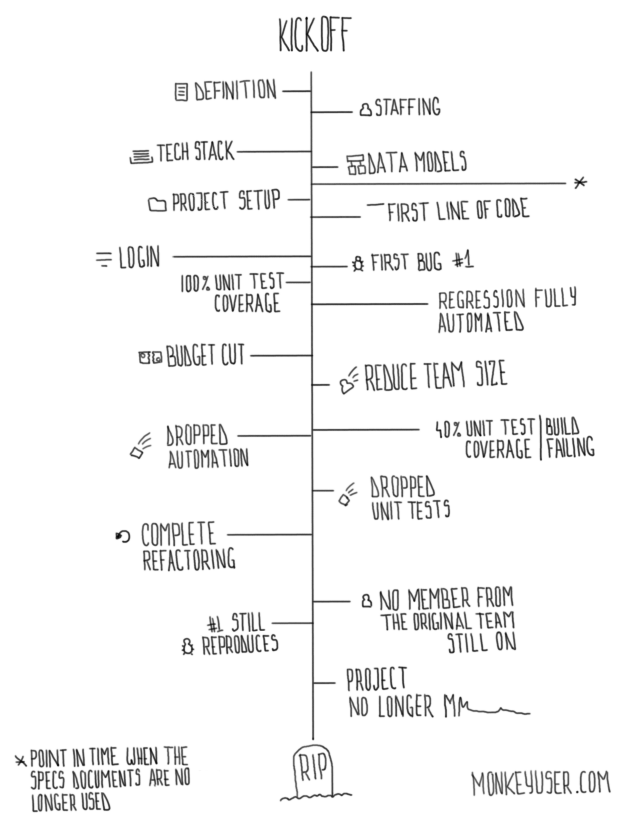 KICKOFF
DEFINITION
STAFFING
TECH STACK
DATA MODELS
*
PROJECT SETUP
FIRST LINE OF CODE
LOGIN
FIRST BUG #1
100% UNIT TEST
COVERAGE
REGRESSION FULLY
AUTOMATED
BUDGET CUT
REDUCE TEAM SIZE
DROPPED
AUTOMATION
40% UNIT TEST | BUILD
COVERAGE | FAILING
DROPPED
UNIT TESTS
COMPLETE
REFACTORING
NO MEMBER FROM
THE ORIGINAL TEAM
STILL ON
#1 STILL
REPRODUCES
PROJECT
NO LONGER
RIP
* POINT IN TIME WHEN THE
SPECS DOCUMENTS ARE NO
LONGER USED
MONKEYUSER.COM